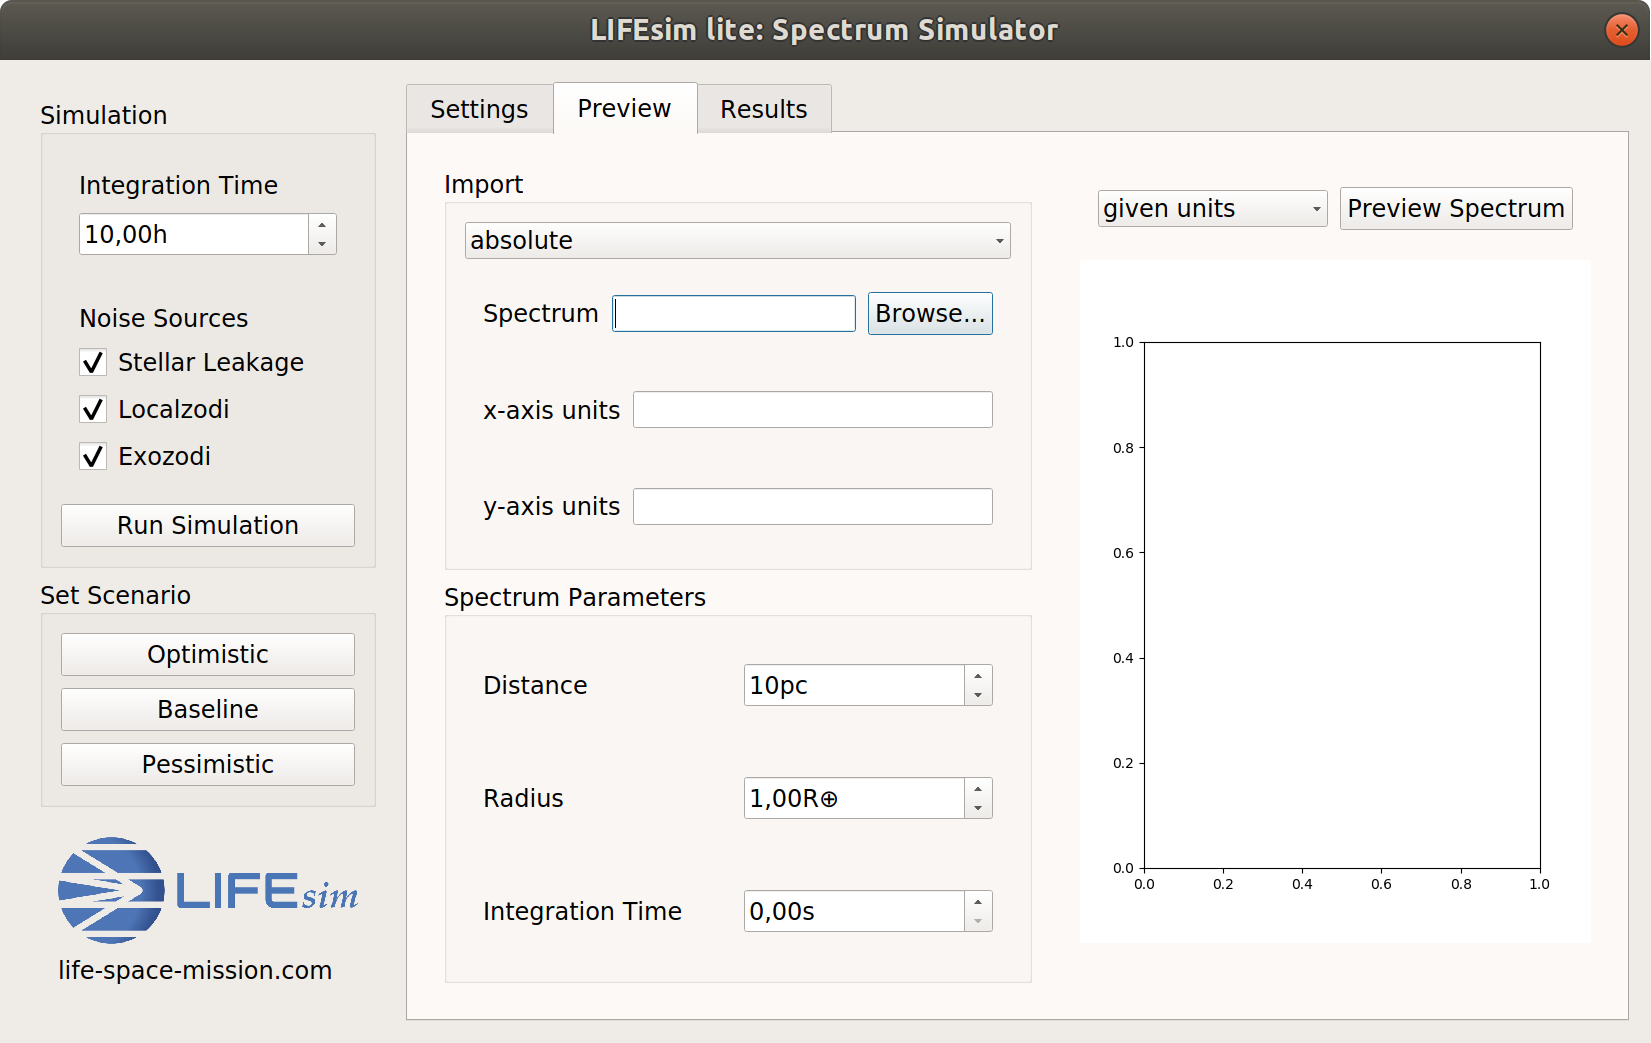 LIFEsim lite: Spectrum Simulator
Simulation
Integration Time
10,00h
Noise Sources
Stellar Leakage
Localzodi
Exozodi
Run Simulation
Set Scenario
Optimistic
Baseline
Pessimistic
LIFEsim
life-space-mission.com
Settings Preview Results
Import
absolute
Spectrum Browse...
x-axis units
y-axis units
Spectrum Parameters
Distance 10pc
Radius 1,00R⊕
Integration Time 0,00s
given units Preview Spectrum
1.0
0.8
0.6
0.4
0.2
0.0
0.0 0.2 0.4 0.6 0.8 1.0